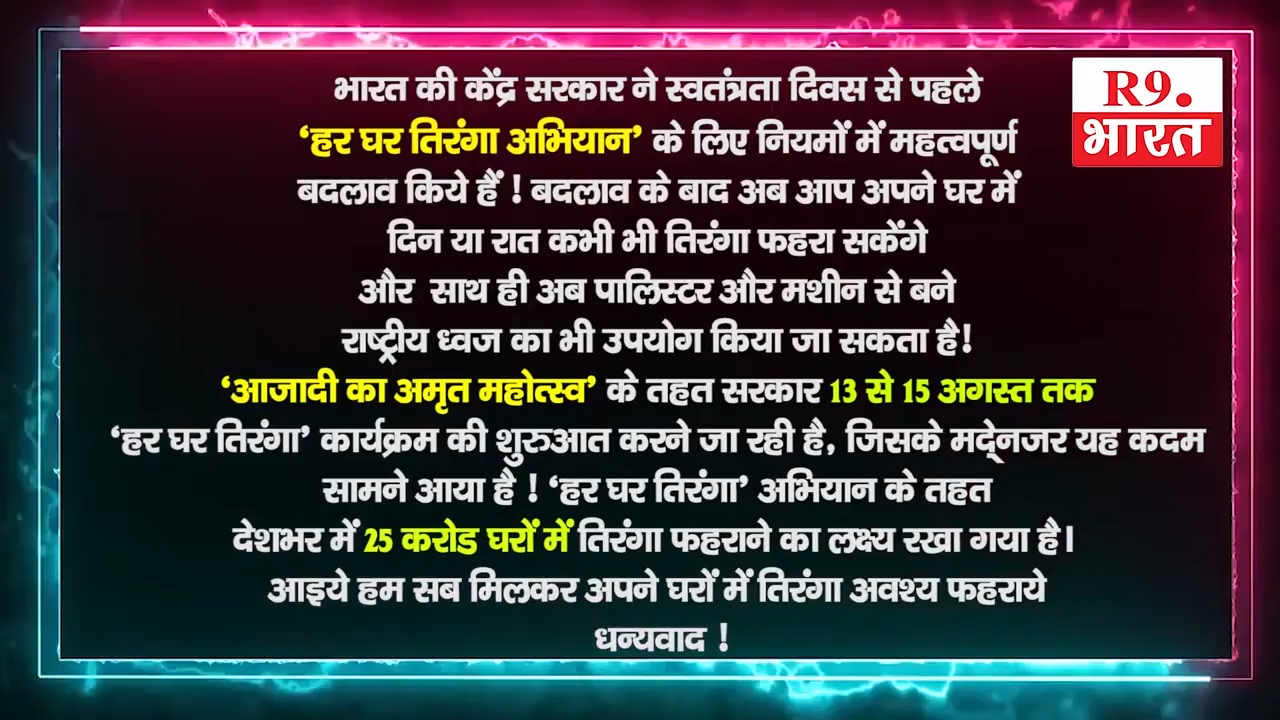 भारत की केंद्र सरकार ने स्वतंत्रता दिवस से पहले
R9.
भारत
‘हर घर तिरंगा अभियान’ के लिए नियमों में महत्वपूर्ण
बदलाव किये हैं ! बदलाव के बाद अब आप अपने घर में
दिन या रात कभी भी तिरंगा फहरा सकेंगे
और साथ ही अब पालिस्टर और मशीन से बने
राष्ट्रीय ध्वज का भी उपयोग किया जा सकता है!
‘आजादी का अमृत महोत्स्व’ के तहत सरकार 13 से 15 अगस्त तक
‘हर घर तिरंगा’ कार्यक्रम की शुरुआत करने जा रही है, जिसके मद्देनजर यह कदम
सामने आया है ! ‘हर घर तिरंगा’ अभियान के तहत
देशभर में 25 करोड घरों में तिरंगा फहराने का लक्ष्य रखा गया है।
आइये हम सब मिलकर अपने घरों में तिरंगा अवश्य फहराये
धन्यवाद !